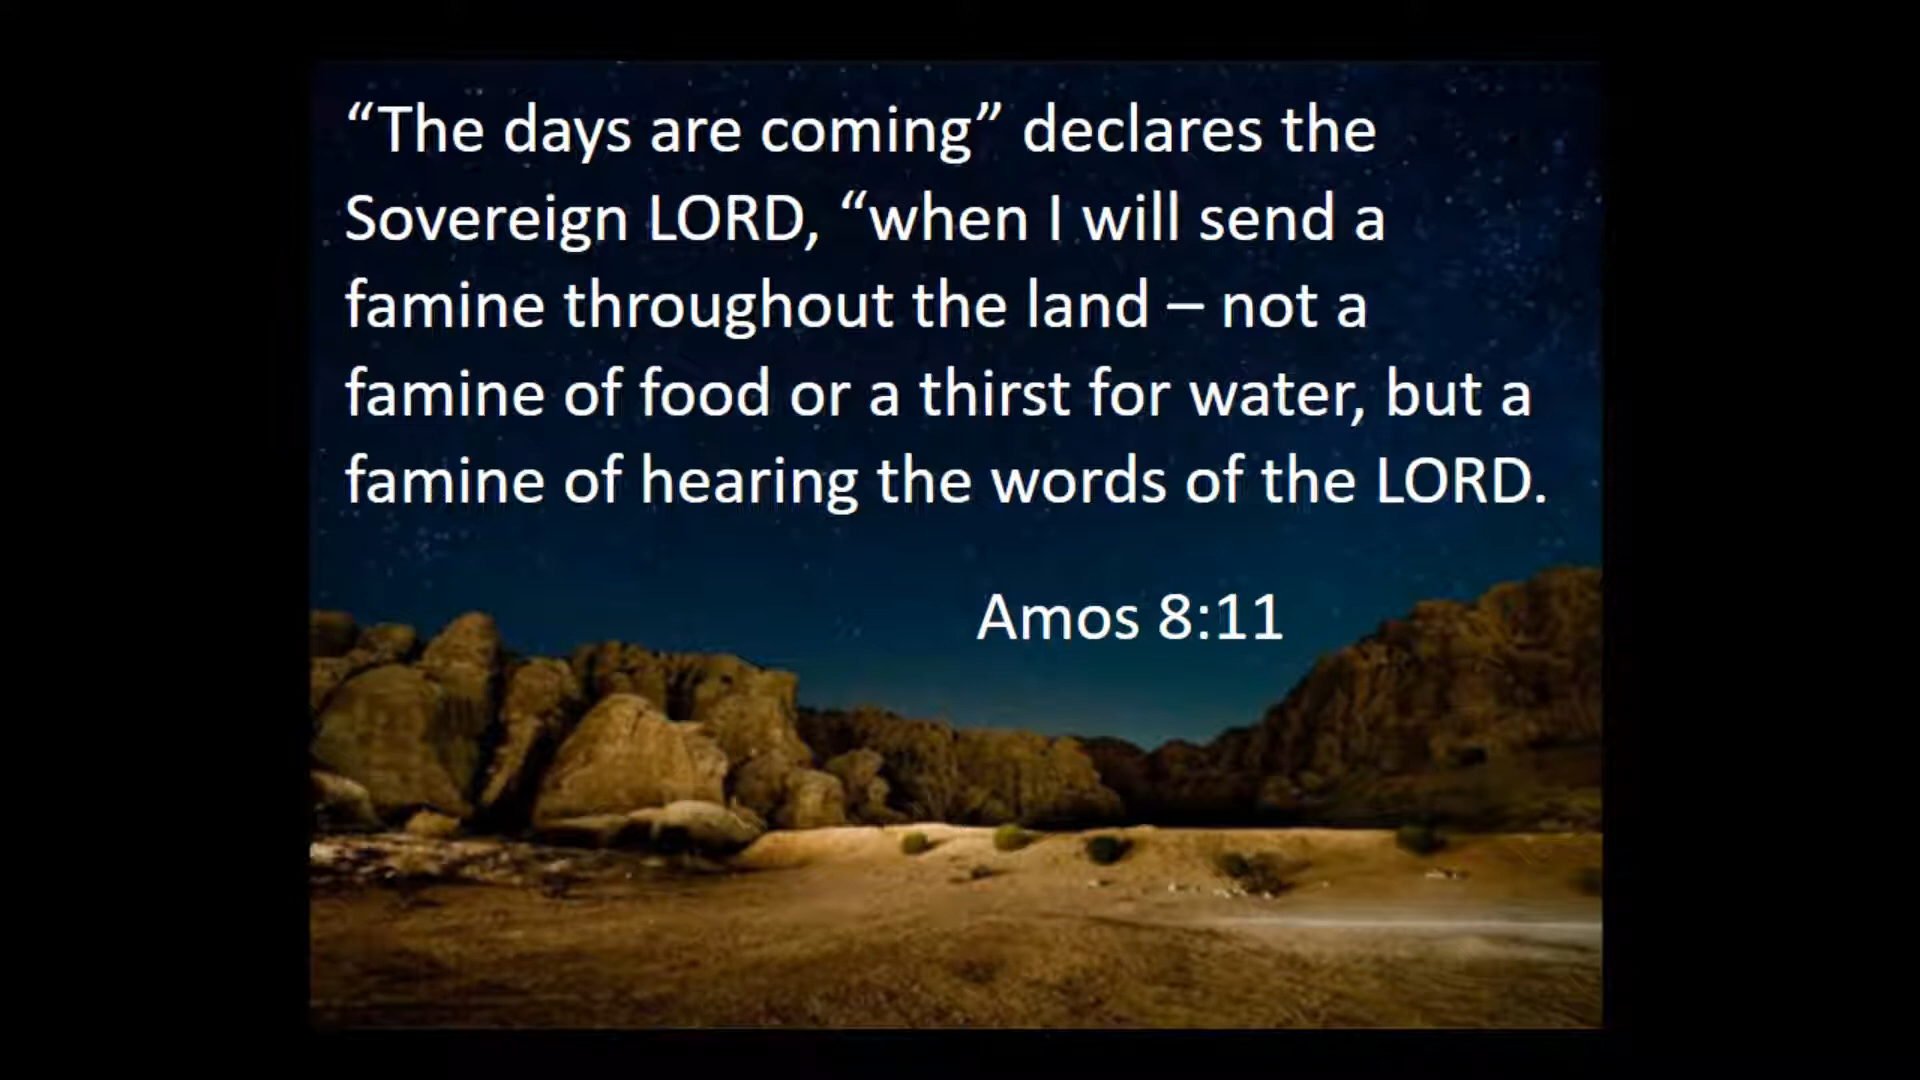 “The days are coming” declares the
Sovereign LORD, “when I will send a
famine throughout the land – not a
famine of food or a thirst for water, but a
famine of hearing the words of the LORD.
Amos 8:11